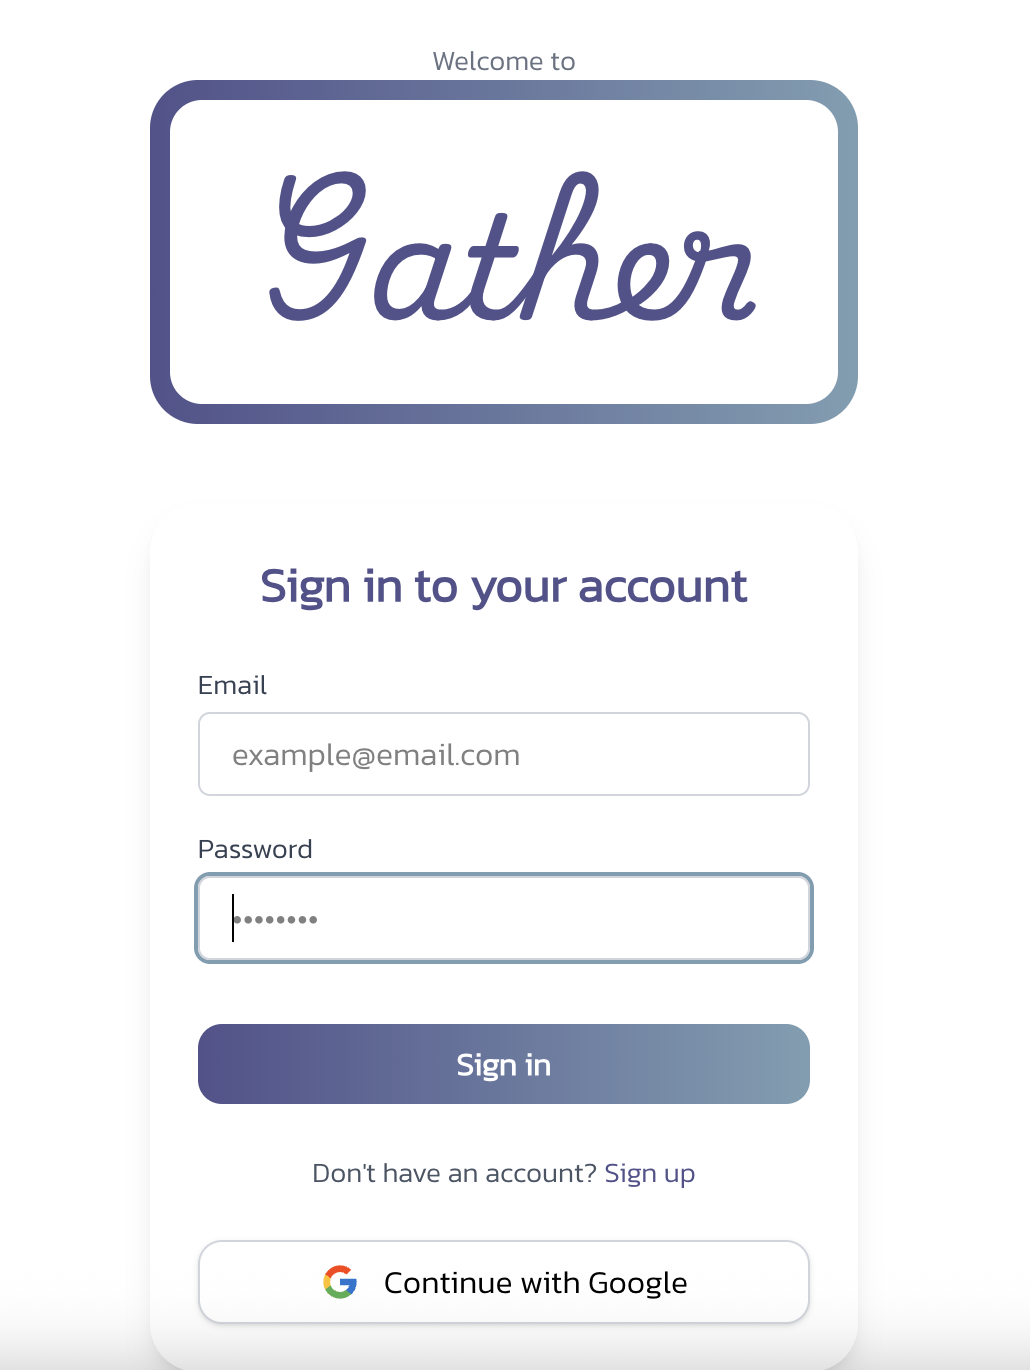 Welcome to
Gather
Sign in to your account
Email
example@email.com
Password
••••••••
Sign in
Don't have an account? Sign up
Continue with Google